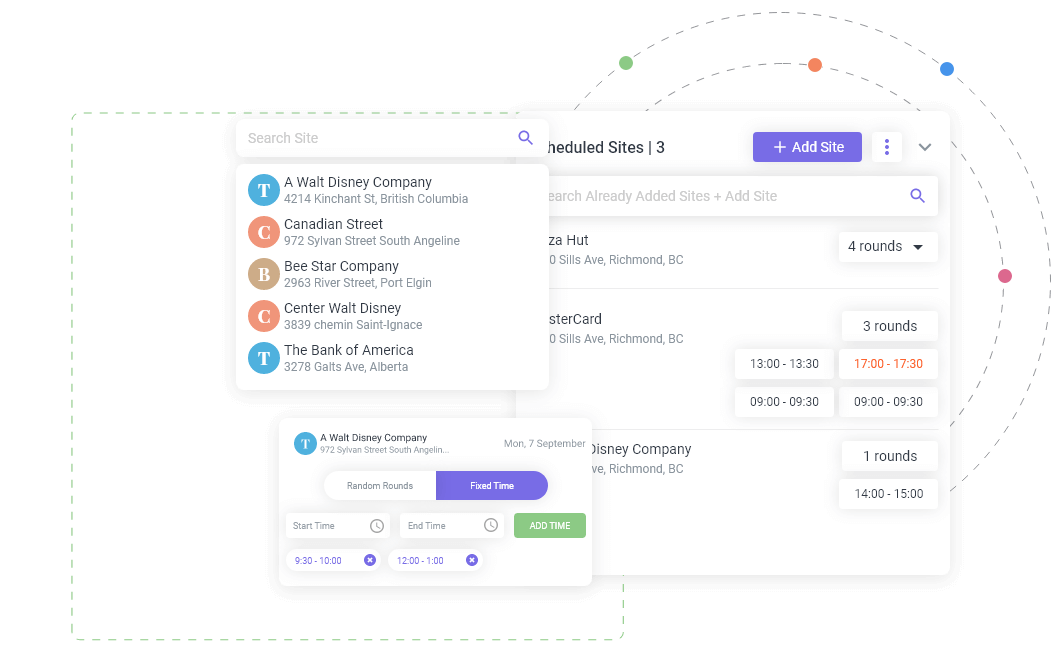 Search Site
T
A Walt Disney Company
4214 Kinchant St, British Columbia
C
Canadian Street
972 Sylvan Street South Angeline
B
Bee Star Company
2963 River Street, Port Elgin
C
Center Walt Disney
3839 chemin Saint-Ignace
T
The Bank of America
3278 Galts Ave, Alberta
heduled Sites | 3
+ Add Site
earch Already Added Sites + Add Site
za Hut
0 Sills Ave, Richmond, BC
4 rounds
sterCard
0 Sills Ave, Richmond, BC
3 rounds
13:00 - 13:30
17:00 - 17:30
09:00 - 09:30
09:00 - 09:30
Disney Company
ve, Richmond, BC
1 rounds
14:00 - 15:00
T
A Walt Disney Company
972 Sylvan Street South Angelin...
Mon, 7 September
Random Rounds
Fixed Time
Start Time
End Time
ADD TIME
9:30 - 10:00
12:00 - 1:00